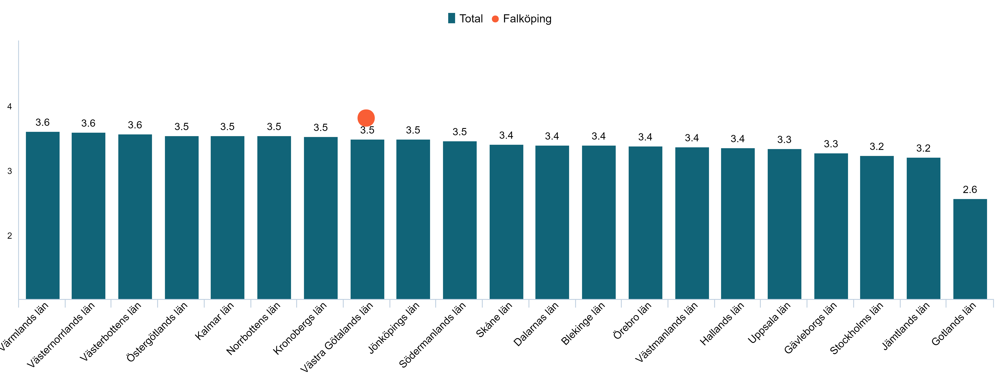 Total Falköping
4
3
2
3.6 3.6 3.6 3.5 3.5 3.5 3.5 3.5 3.5 3.5 3.4 3.4 3.4 3.4 3.4 3.4 3.3 3.3 3.2 3.2 2.6
Värmlands län
Västernorrlands län
Västerbottens län
Östergötlands län
Kalmar län
Norrbottens län
Kronobergs län
Västra Götalands län
Jönköpings län
Södermanlands län
Skåne län
Dalarnas län
Blekinge län
Örebro län
Västmanlands län
Hallands län
Uppsala län
Gävleborgs län
Stockholms län
Jämtlands län
Gotlands län